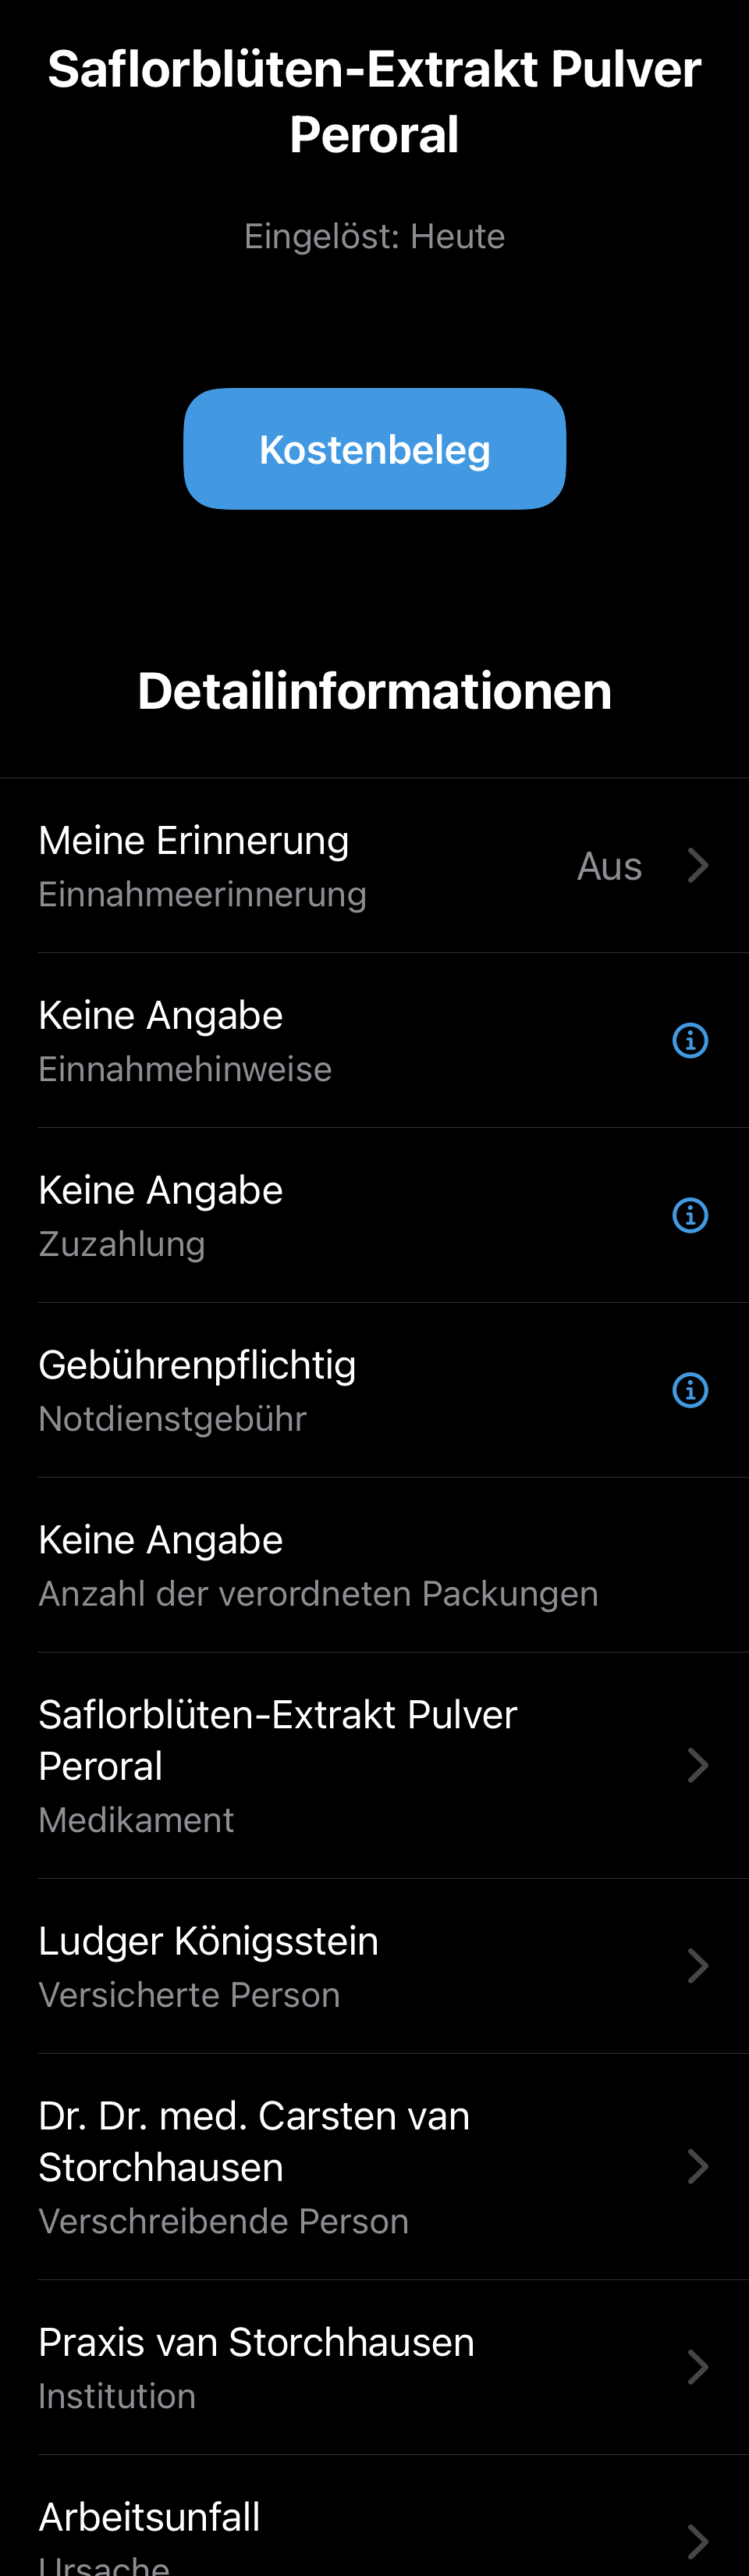 Saflorblüten-Extrakt Pulver
Peroral
Eingelöst: Heute
Kostenbeleg
Detailinformationen
Meine Erinnerung
Aus
Einnahmeerinnerung
Keine Angabe
Einnahmehinweise
Keine Angabe
Zuzahlung
Gebührenpflichtig
Notdienstgebühr
Keine Angabe
Anzahl der verordneten Packungen
Saflorblüten-Extrakt Pulver
Peroral
Medikament
Ludger Königsstein
Versicherte Person
Dr. Dr. med. Carsten van
Storchhausen
Verschreibende Person
Praxis van Storchhausen
Institution
Arbeitsunfall
Ursache